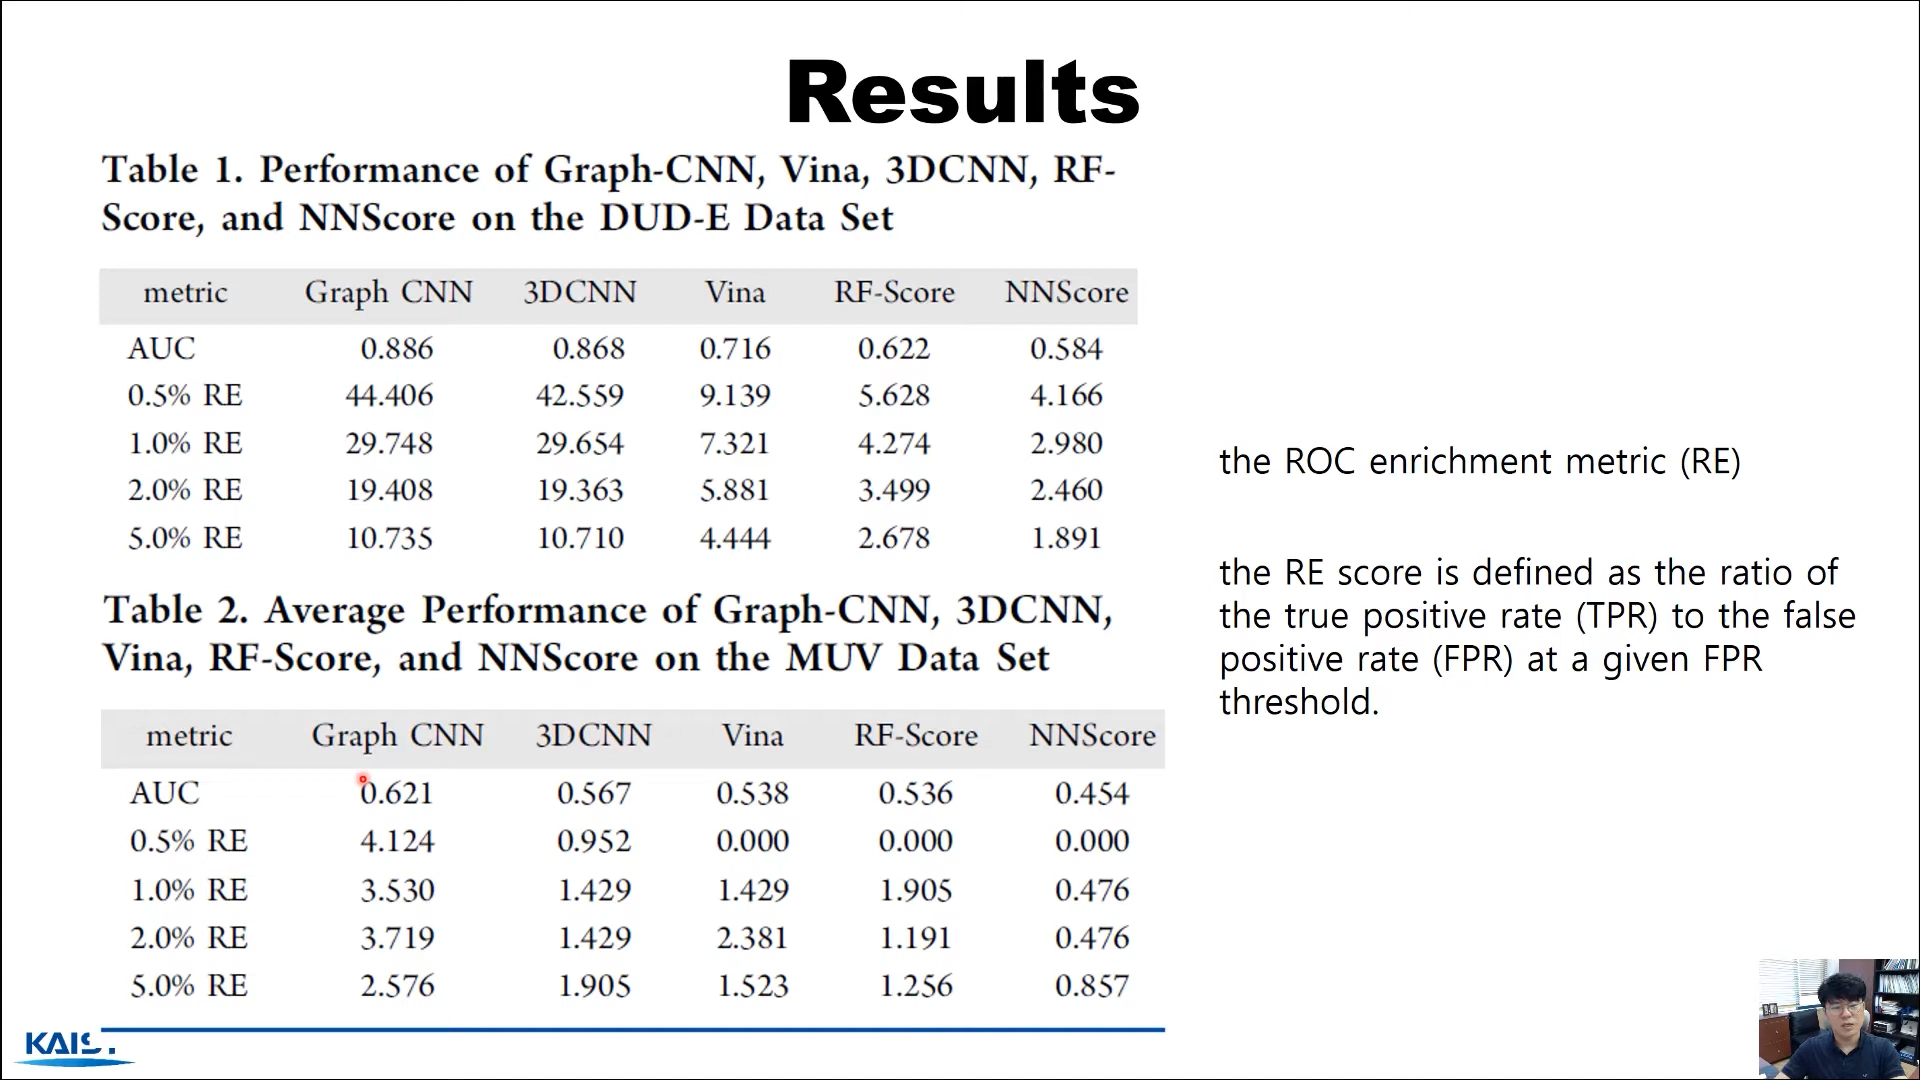 Results
Table 1. Performance of Graph-CNN, Vina, 3DCNN, RF-
Score, and NNScore on the DUD-E Data Set
metric Graph CNN 3DCNN Vina RF-Score NNScore
AUC 0.886 0.868 0.716 0.622 0.584
0.5% RE 44.406 42.559 9.139 5.628 4.166
1.0% RE 29.748 29.654 7.321 4.274 2.980
2.0% RE 19.408 19.363 5.881 3.499 2.460
5.0% RE 10.735 10.710 4.444 2.678 1.891
Table 2. Average Performance of Graph-CNN, 3DCNN,
Vina, RF-Score, and NNScore on the MUV Data Set
metric Graph CNN 3DCNN Vina RF-Score NNScore
AUC 0.621 0.567 0.538 0.536 0.454
0.5% RE 4.124 0.952 0.000 0.000 0.000
1.0% RE 3.530 1.429 1.429 1.905 0.476
2.0% RE 3.719 1.429 2.381 1.191 0.476
5.0% RE 2.576 1.905 1.523 1.256 0.857
the ROC enrichment metric (RE)
the RE score is defined as the ratio of
the true positive rate (TPR) to the false
positive rate (FPR) at a given FPR
threshold.